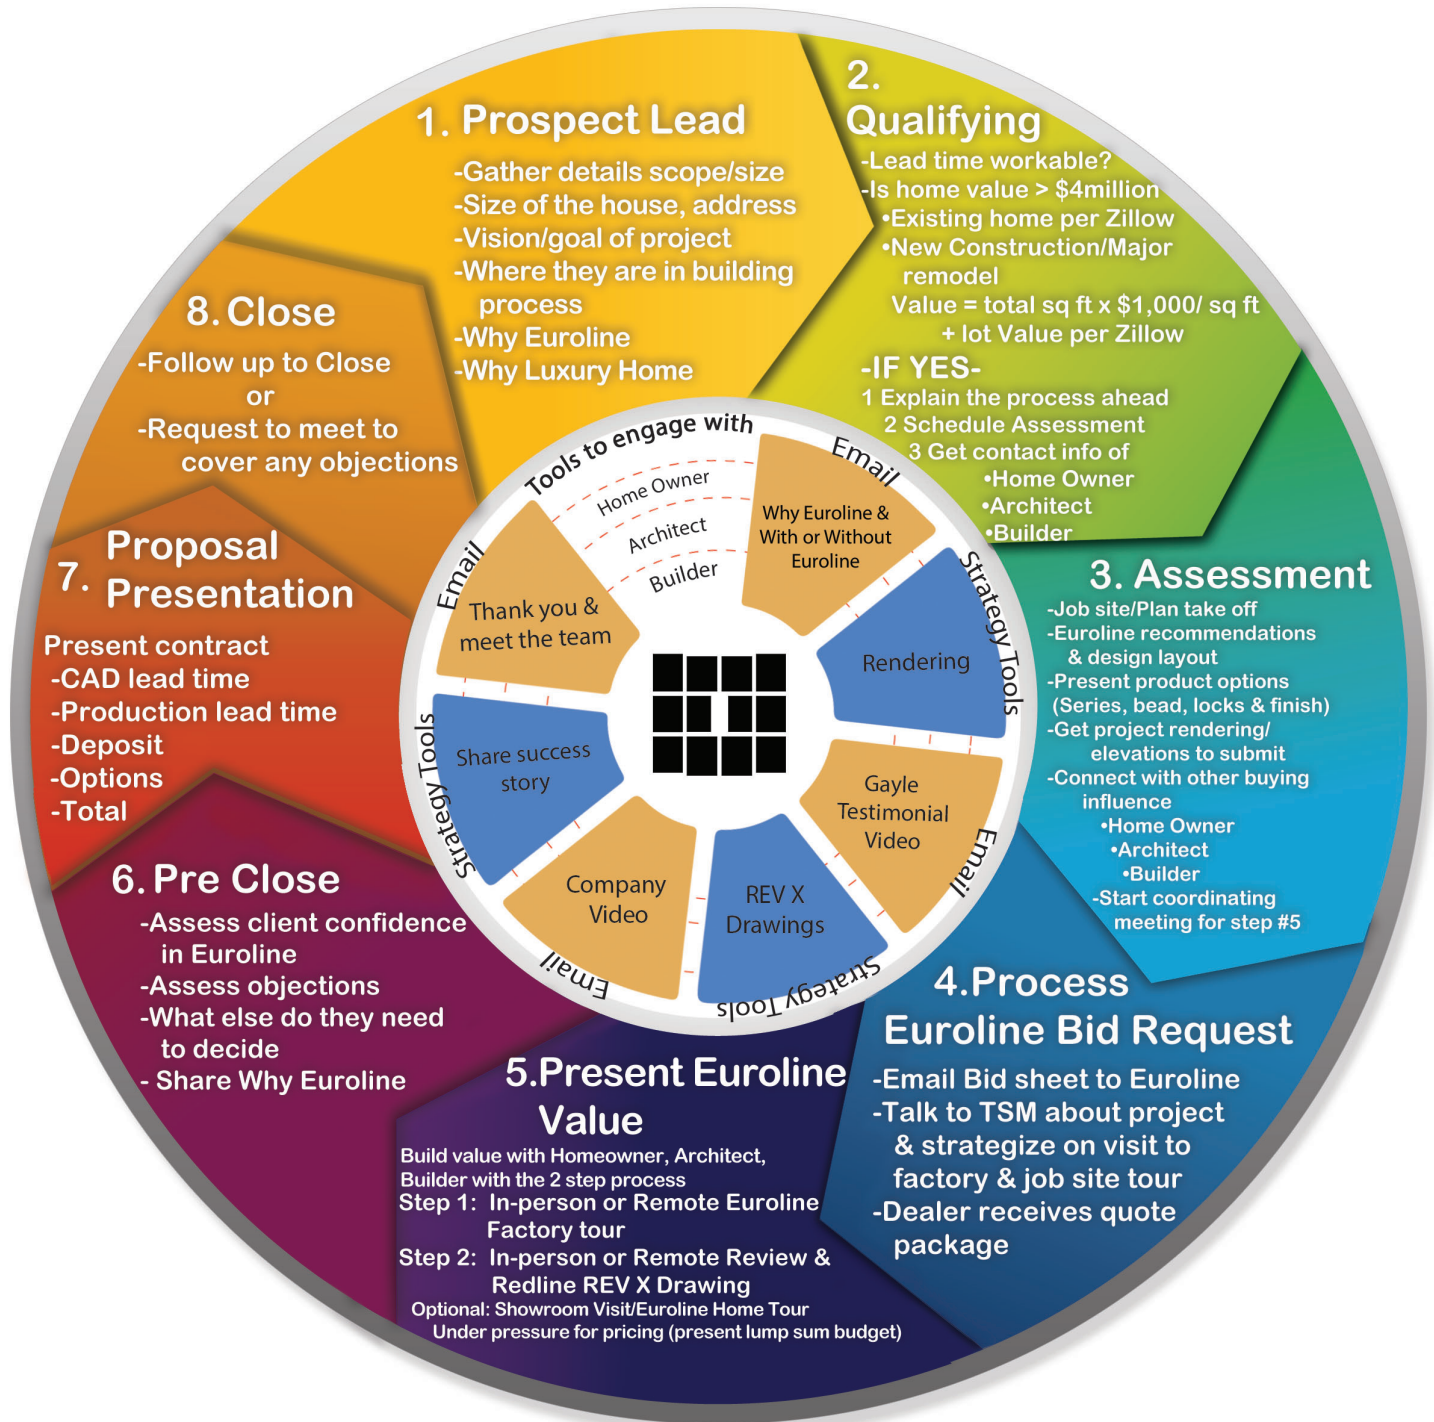 1. Prospect Lead
-Gather details scope/size
-Size of the house, address
-Vision/goal of project
-Where they are in building
process
-Why Euroline
-Why Luxury Home
2.
Qualifying
-Lead time workable?
-Is home value > $4million
•Existing home per Zillow
•New Construction/Major
remodel
Value = total sq ft x $1,000/ sq ft
+ lot Value per Zillow
-IF YES-
1 Explain the process ahead
2 Schedule Assessment
3 Get contact info of
•Home Owner
•Architect
•Builder
3. Assessment
-Job site/Plan take off
-Euroline recommendations
& design layout
-Present product options
(Series, bead, locks & finish)
-Get project rendering/
elevations to submit
-Connect with other buying
influence
•Home Owner
•Architect
•Builder
-Start coordinating
meeting for step #5
4.Process
Euroline Bid Request
-Email Bid sheet to Euroline
-Talk to TSM about project
& strategize on visit to
factory & job site tour
-Dealer receives quote
package
5.Present Euroline
Value
Build value with Homeowner, Architect,
Builder with the 2 step process
Step 1: In-person or Remote Euroline
Factory tour
Step 2: In-person or Remote Review &
Redline REV X Drawing
Optional: Showroom Visit/Euroline Home Tour
Under pressure for pricing (present lump sum budget)
6. Pre Close
-Assess client confidence
in Euroline
-Assess objections
-What else do they need
to decide
- Share Why Euroline
7. Proposal
Presentation
Present contract
-CAD lead time
-Production lead time
-Deposit
-Options
-Total
8. Close
-Follow up to Close
or
-Request to meet to
cover any objections
Tools to engage with
Home Owner
Architect
Builder
Email
Why Euroline &
With or Without
Euroline
Strategy Tools
Rendering
Email
Gayle
Testimonial
Video
Strategy Tools
REV X
Drawings
Email
Company
Video
Strategy Tools
Share success
story
Email
Thank you &
meet the team